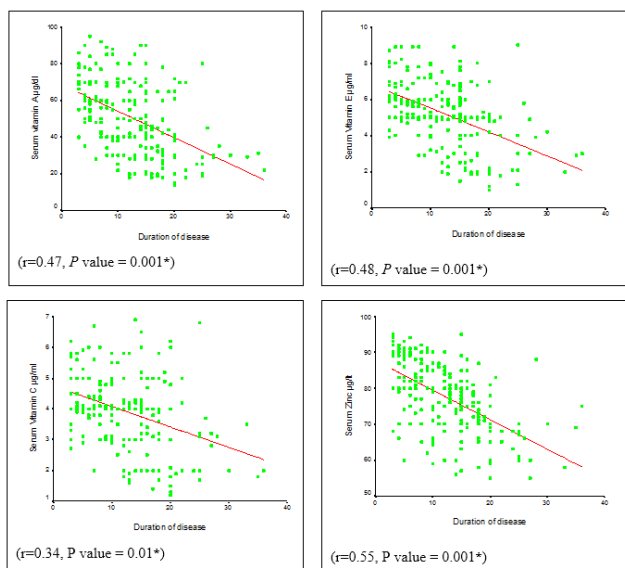 Serum vitamin A µg/dl
100
80
60
40
20
0
0 10 20 30 40
Duration of disease
(r=0.47, P value = 0.001*)
Serum Vitamin E µg/ml
10
8
6
4
2
0
0 10 20 30 40
Duration of disease
(r=0.48, P value = 0.001*)
Serum Vitamin C µg/ml
7
6
5
4
3
2
1
0 10 20 30 40
Duration of disease
(r=0.34, P value = 0.01*)
Serum Zinc
100
90
80
70
60
50
0 10 20 30 40
Duration of disease
(r=0.55, P value = 0.001*)